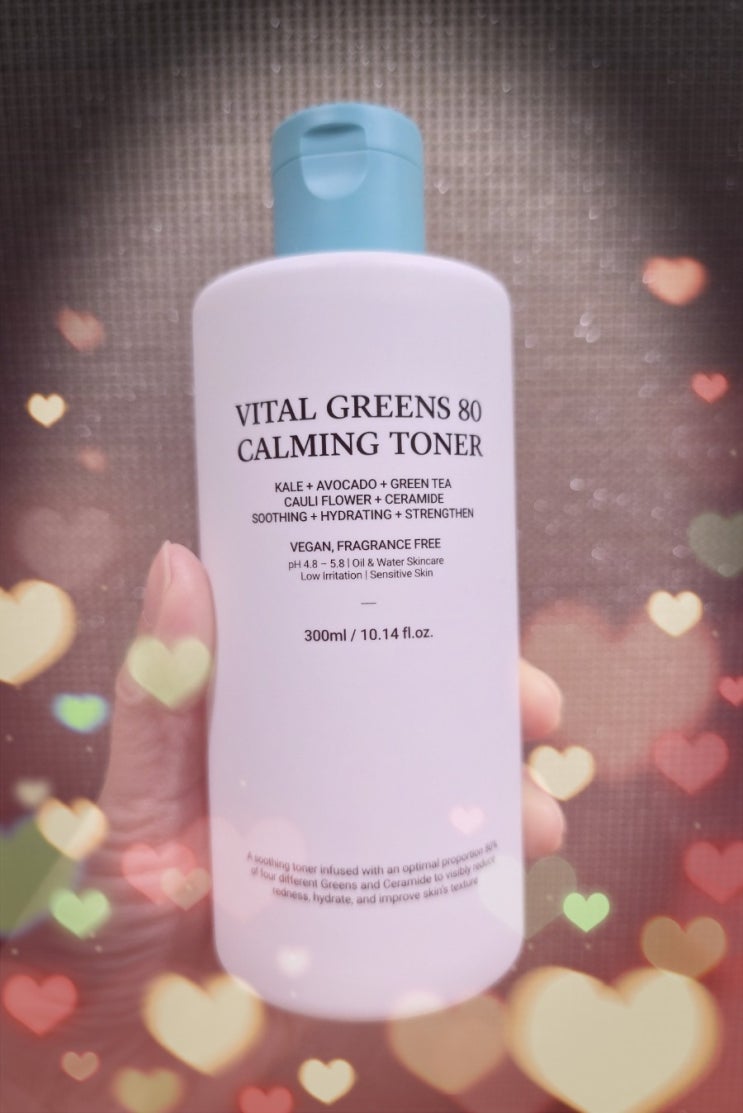 VITAL GREENS 80
CALMING TONER
KALE + AVOCADO + GREEN TEA
CAULI FLOWER + CERAMIDE
SOOTHING + HYDRATING + STRENGTHEN
VEGAN, FRAGRANCE FREE
pH 4.8 – 5.8 | Oil & Water Skincare
Low Irritation | Sensitive Skin
300ml / 10.14 fl.oz.
A soothing toner infused with an optimal proportion 80%
of four different Greens and Ceramide to visibly reduce
redness, hydrate, and improve skin's texture